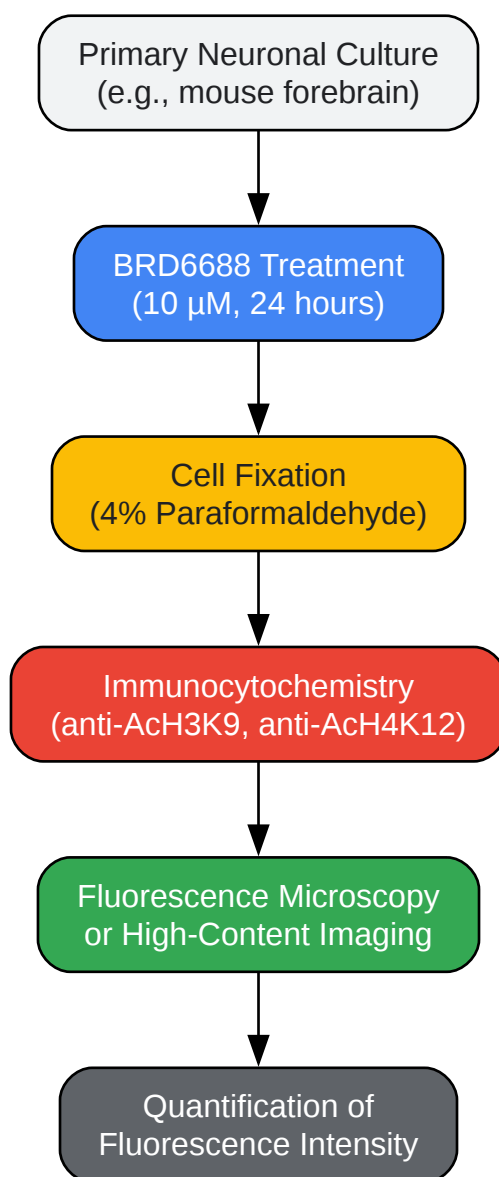 Primary Neuronal Culture
(e.g., mouse forebrain)
BRD6688 Treatment
(10 µM, 24 hours)
Cell Fixation
(4% Paraformaldehyde)
Immunocytochemistry
(anti-AcH3K9, anti-AcH4K12)
Fluorescence Microscopy
or High-Content Imaging
Quantification of
Fluorescence Intensity